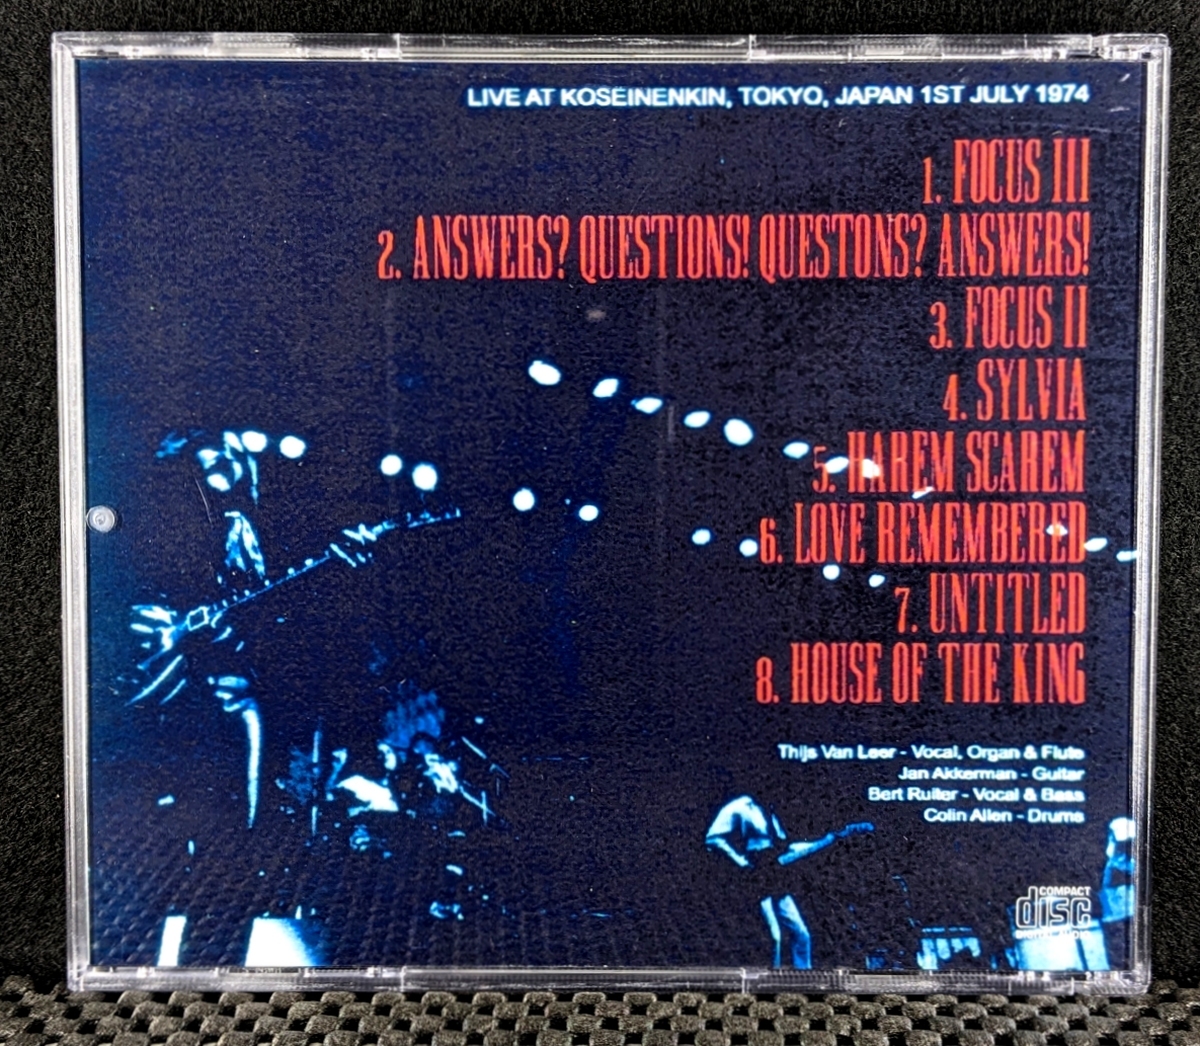 LIVE AT KOSEINENKIN, TOKYO, JAPAN 1ST JULY 1974
1. FOCUS III
2. ANSWERS? QUESTIONS! QUESTONS? ANSWERS!
3. FOCUS II
4. SYLVIA
5. HAREM SCAREM
6. LOVE REMEMBERED
7. UNTITLED
8. HOUSE OF THE KING
Thijs Van Leer - Vocal, Organ & Flute
Jan Akkerman - Guitar
Bert Ruiter - Vocal & Bass
Colin Allen - Drums
COMPACT
disc
DIGITAL AUDIO